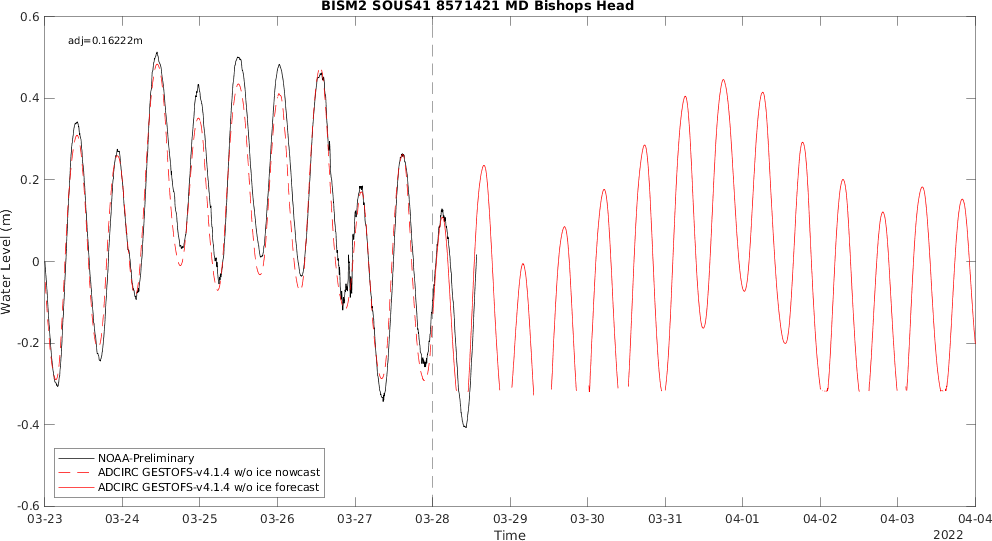 BISM2 SOUS41 8571421 MD Bishops Head
adj=0.16222m
0.6
0.4
0.2
0
-0.2
-0.4
-0.6
Water Level (m)
NOAA-Preliminary
ADCIRC GESTOFS-v4.1.4 w/o ice nowcast
ADCIRC GESTOFS-v4.1.4 w/o ice forecast
03-23 03-24 03-25 03-26 03-27 03-28 03-29 03-30 03-31 04-01 04-02 04-03 04-04
Time
2022